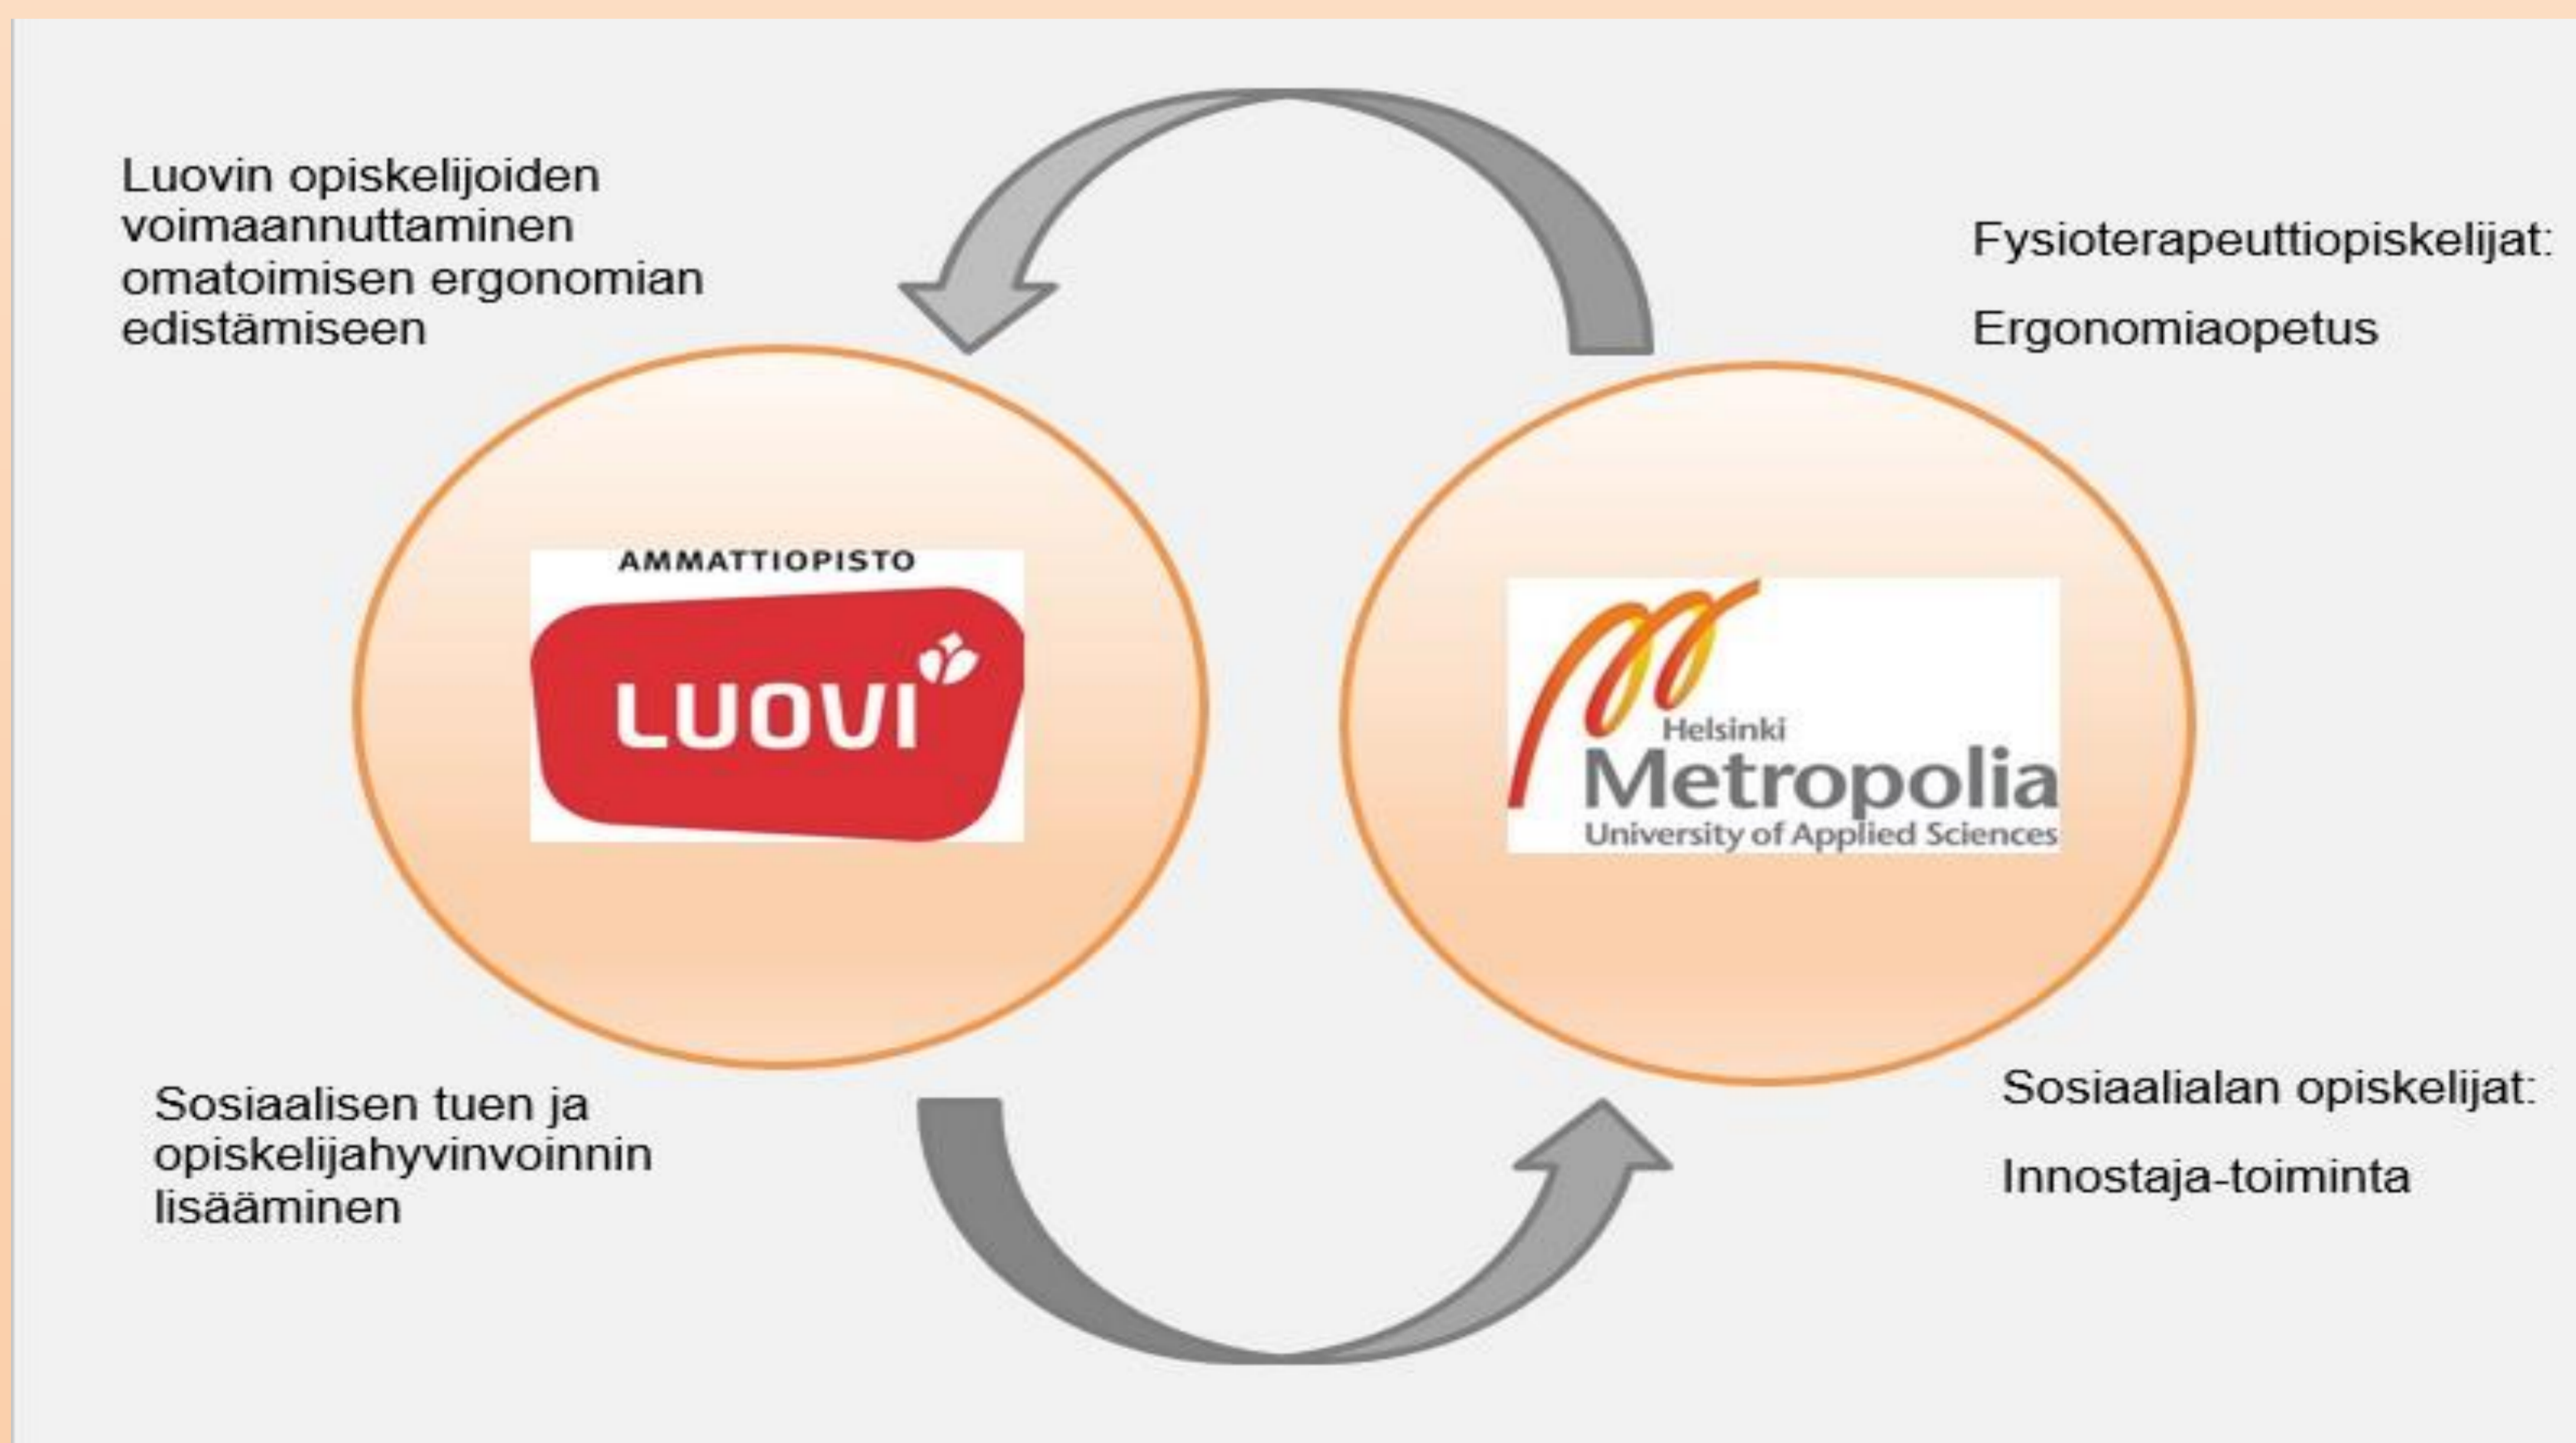 Luovin opiskelijoiden
voimaannuttaminen
omatoimisen ergonomian
edistämiseen
Fysioterapeuttiopiskelijat:
Ergonomiaopetus
AMMATTIOPISTO
LUOVI
Helsinki
Metropolia
University of Applied Sciences
Sosiaalisen tuen ja
opiskelijahyvinvoinnin
lisääminen
Sosiaalialan opiskelijat:
Innostaja-toiminta